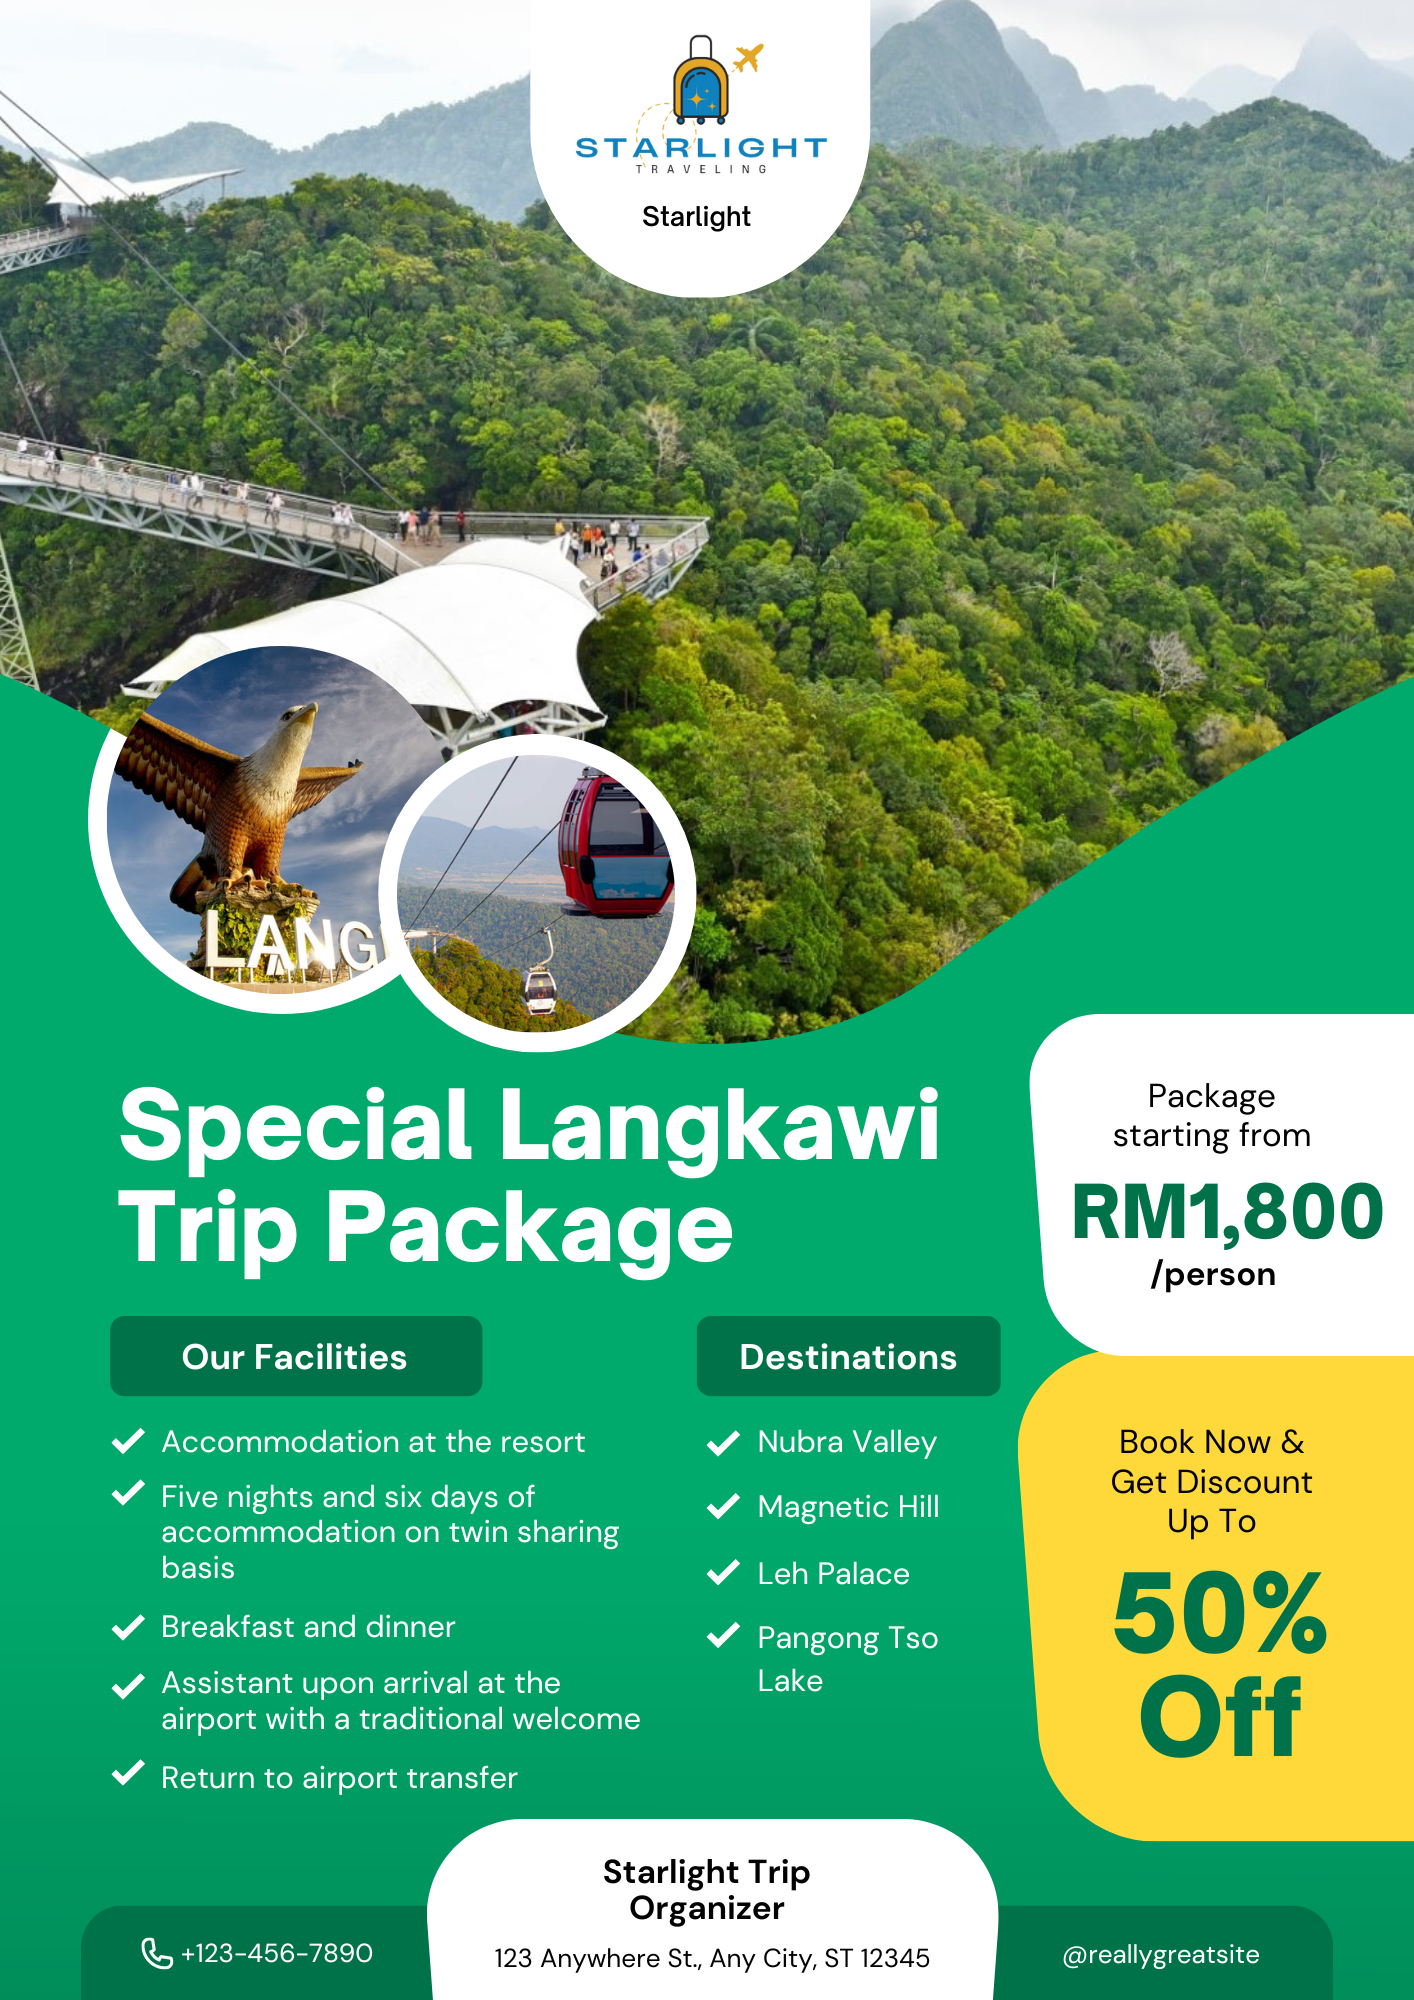 STARLIGHT
TRAVELING
Starlight
LANG
Special Langkawi
Trip Package
Package
starting from
RM1,800
/person
Our Facilities
Accommodation at the resort
Five nights and six days of
accommodation on twin sharing
basis
Breakfast and dinner
Assistant upon arrival at the
airport with a traditional welcome
Return to airport transfer
Destinations
Nubra Valley
Magnetic Hill
Leh Palace
Pangong Tso
Lake
Book Now &
Get Discount
Up To
50%
Off
Starlight Trip
Organizer
+123-456-7890
123 Anywhere St., Any City, ST 12345
@reallygreatsite